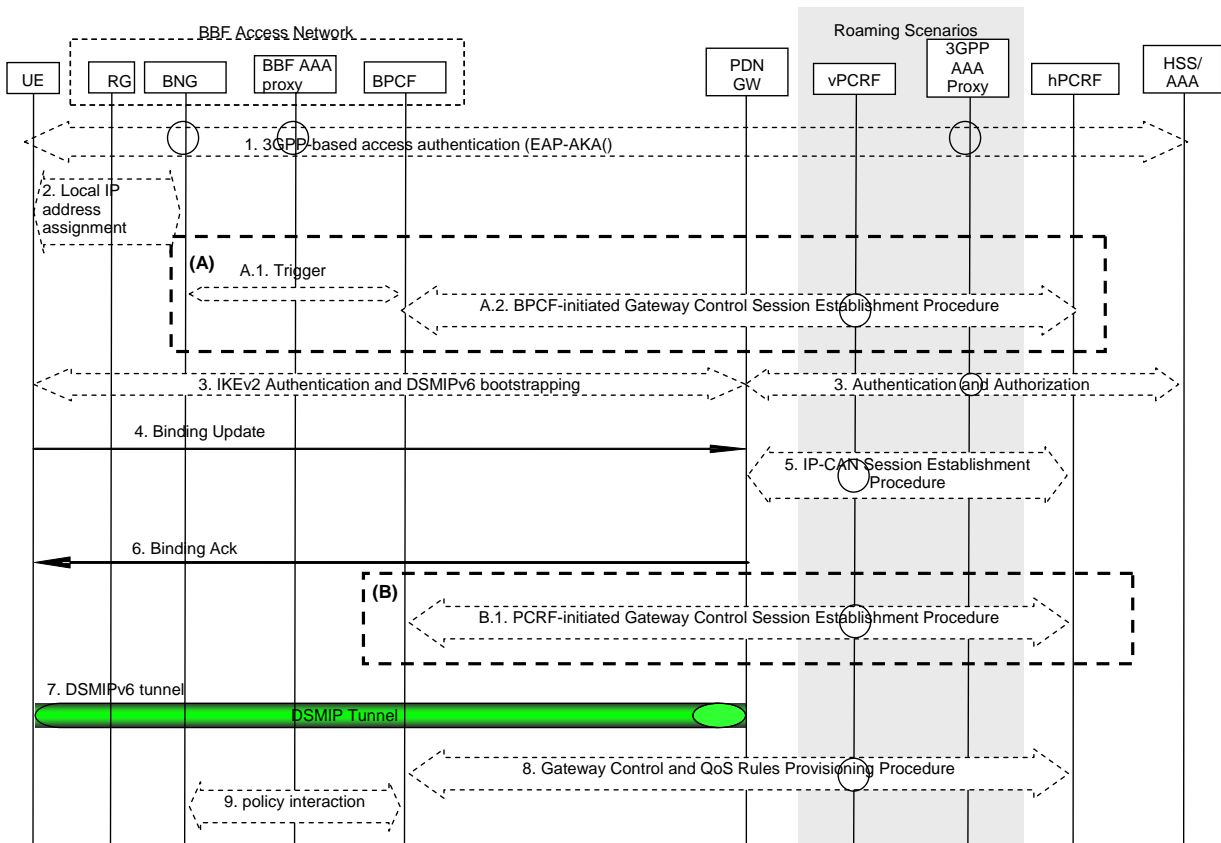 BBF Access Network
Roaming Scenarios
UE
RG
BNG
BBF AAA
proxy
BPCF
PDN
GW
vPCRF
3GPP
AAA
Proxy
hPCRF
HSS/
AAA
1. 3GPP-based access authentication (EAP-AKA()
2. Local IP
address
assignment
(A)
A.1. Trigger
A.2. BPCF-initiated Gateway Control Session Establishment Procedure
3. IKEv2 Authentication and DSMIPv6 bootstrapping
3. Authentication and Authorization
4. Binding Update
5. IP-CAN Session Establishment
Procedure
6. Binding Ack
(B)
B.1. PCRF-initiated Gateway Control Session Establishment Procedure
7. DSMIPv6 tunnel
DSMIP Tunnel
8. Gateway Control and QoS Rules Provisioning Procedure
9. policy interaction